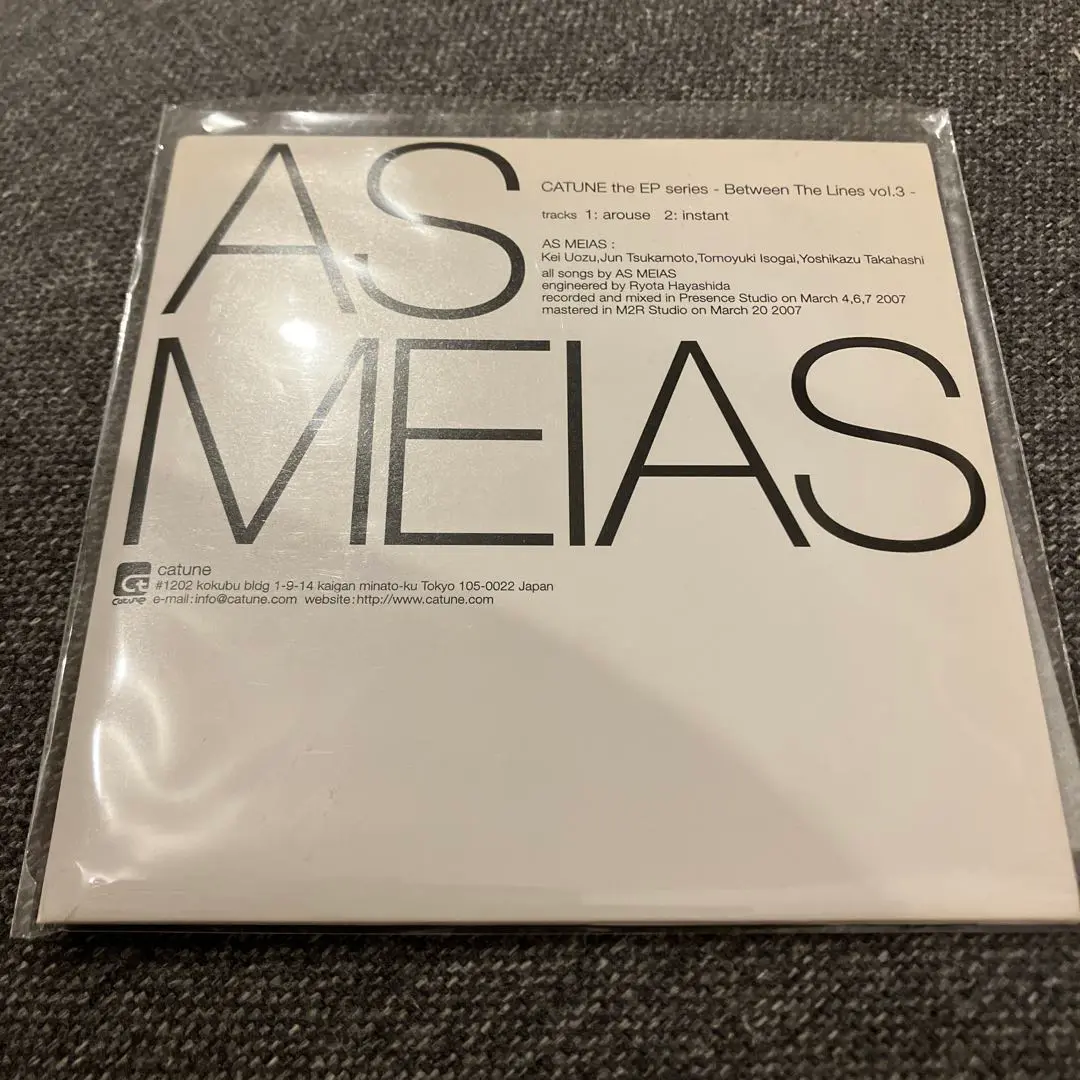 AS
CATUNE the EP series - Between The Lines vol.3 -
tracks 1: arouse 2: instant
AS MEIAS :
Kei Uozu,Jun Tsukamoto,Tomoyuki Isogai,Yoshikazu Takahashi
all songs by AS MEIAS
engineered by Ryota Hayashida
recorded and mixed in Presence Studio on March 4,6,7 2007
mastered in M2R Studio on March 20 2007
MEIAS
Ct
catune
catune
#1202 kokubu bldg 1-9-14 kaigan minato-ku Tokyo 105-0022 Japan
e-mail:info@catune.com website:http://www.catune.com